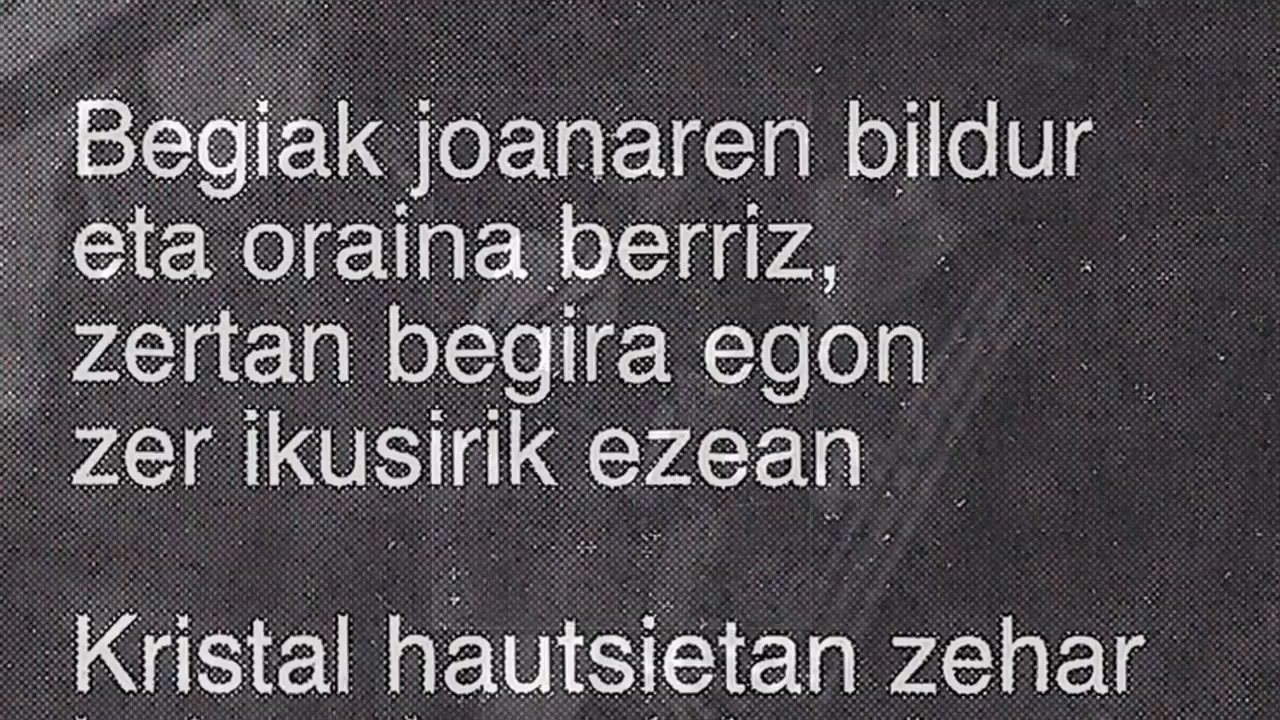 Begiak joanaren bildur
eta oraina berriz,
zertan begira egon
zer ikusirik ezean
Kristal hautsietan zehar